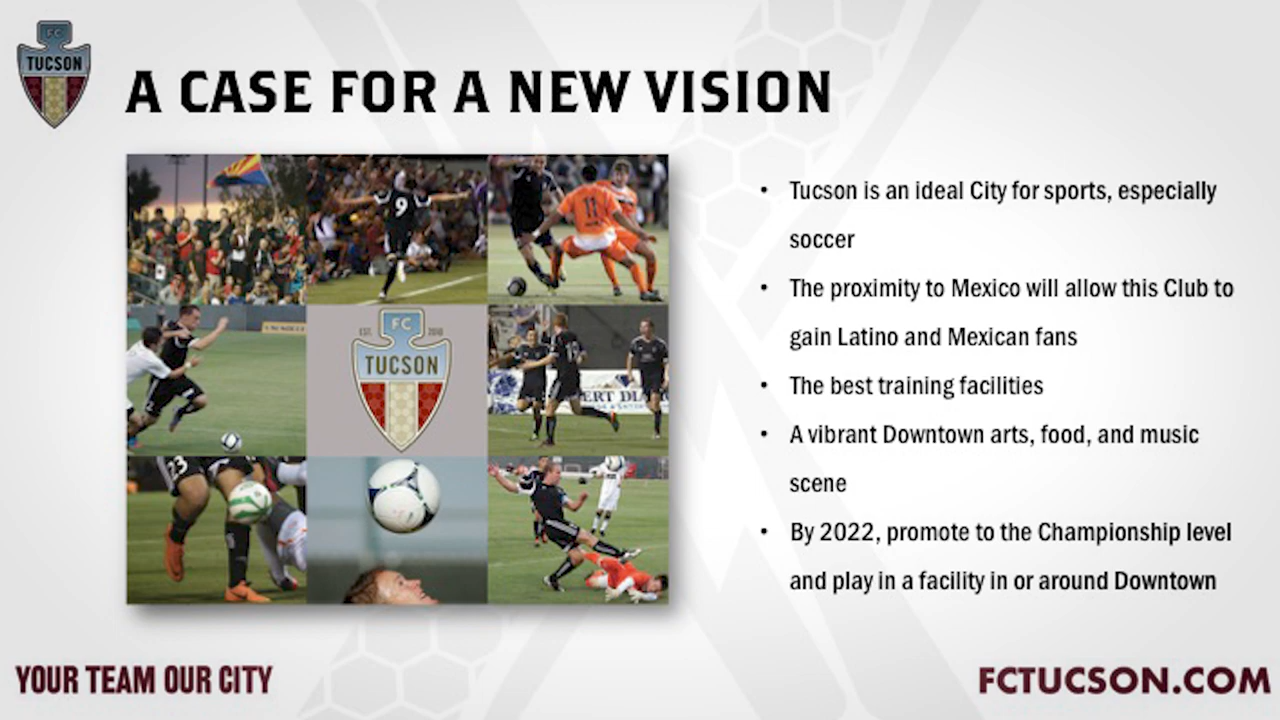 FC
TUCSON
A CASE FOR A NEW VISION
9
11
EST. 2010
FC
TUCSON
23
• Tucson is an ideal City for sports, especially
soccer
• The proximity to Mexico will allow this Club to
gain Latino and Mexican fans
• The best training facilities
• A vibrant Downtown arts, food, and music
scene
• By 2022, promote to the Championship level
and play in a facility in or around Downtown
YOUR TEAM OUR CITY
FCTUCSON.COM